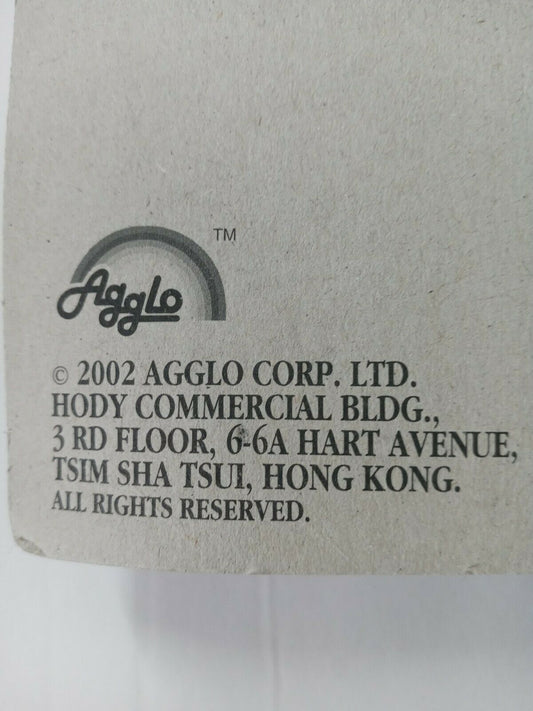 Agglo TM
© 2002 AGGLO CORP. LTD.
HODY COMMERCIAL BLDG.,
3 RD FLOOR, 6-6A HART AVENUE,
TSIM SHA TSUI, HONG KONG.
ALL RIGHTS RESERVED.